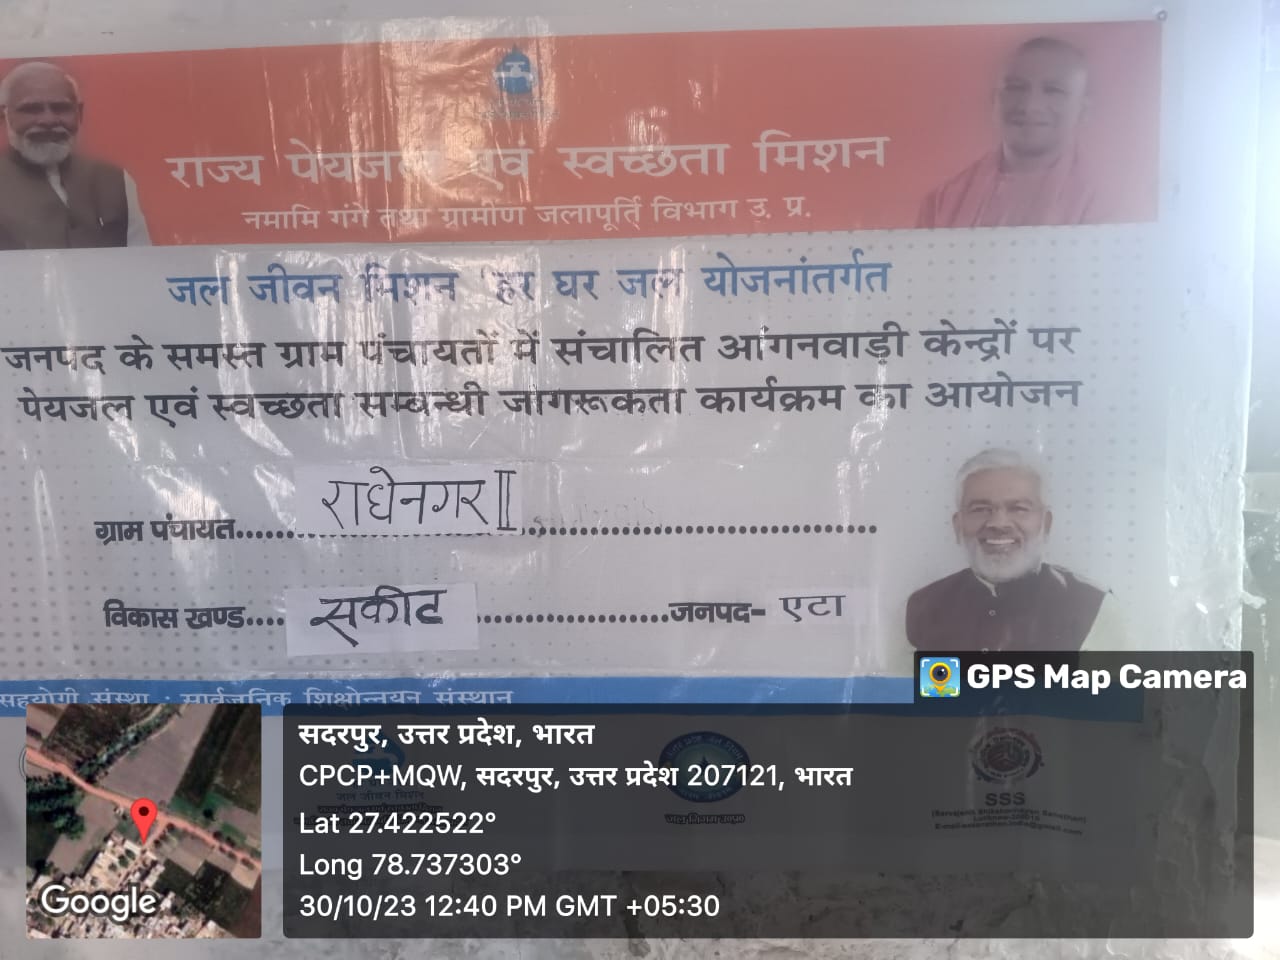 राज्य पेयजल एवं स्वच्छता मिशन
नमामि गंगे तथा ग्रामीण जलापूर्ति विभाग उ. प्र.
जल जीवन मिशन 'हर घर जल योजनांतर्गत
जनपद के समस्त ग्राम पंचायतों में संचालित आंगनवाड़ी केन्द्रों पर
पेयजल एवं स्वच्छता सम्बन्धी जागरूकता कार्यक्रम का आयोजन
ग्राम पंचायत.... राधेनगर II ....
विकास खण्ड.... सकीट ....जनपद- एटा
सहयोगी संस्था : सार्वजनिक शिक्षोन्नयन संस्थान
GPS Map Camera
सदरपुर, उत्तर प्रदेश, भारत
CPCP+MQW, सदरपुर, उत्तर प्रदेश 207121, भारत
Lat 27.422522°
Long 78.737303°
30/10/23 12:40 PM GMT +05:30
Google
जल जीवन मिशन
SSS